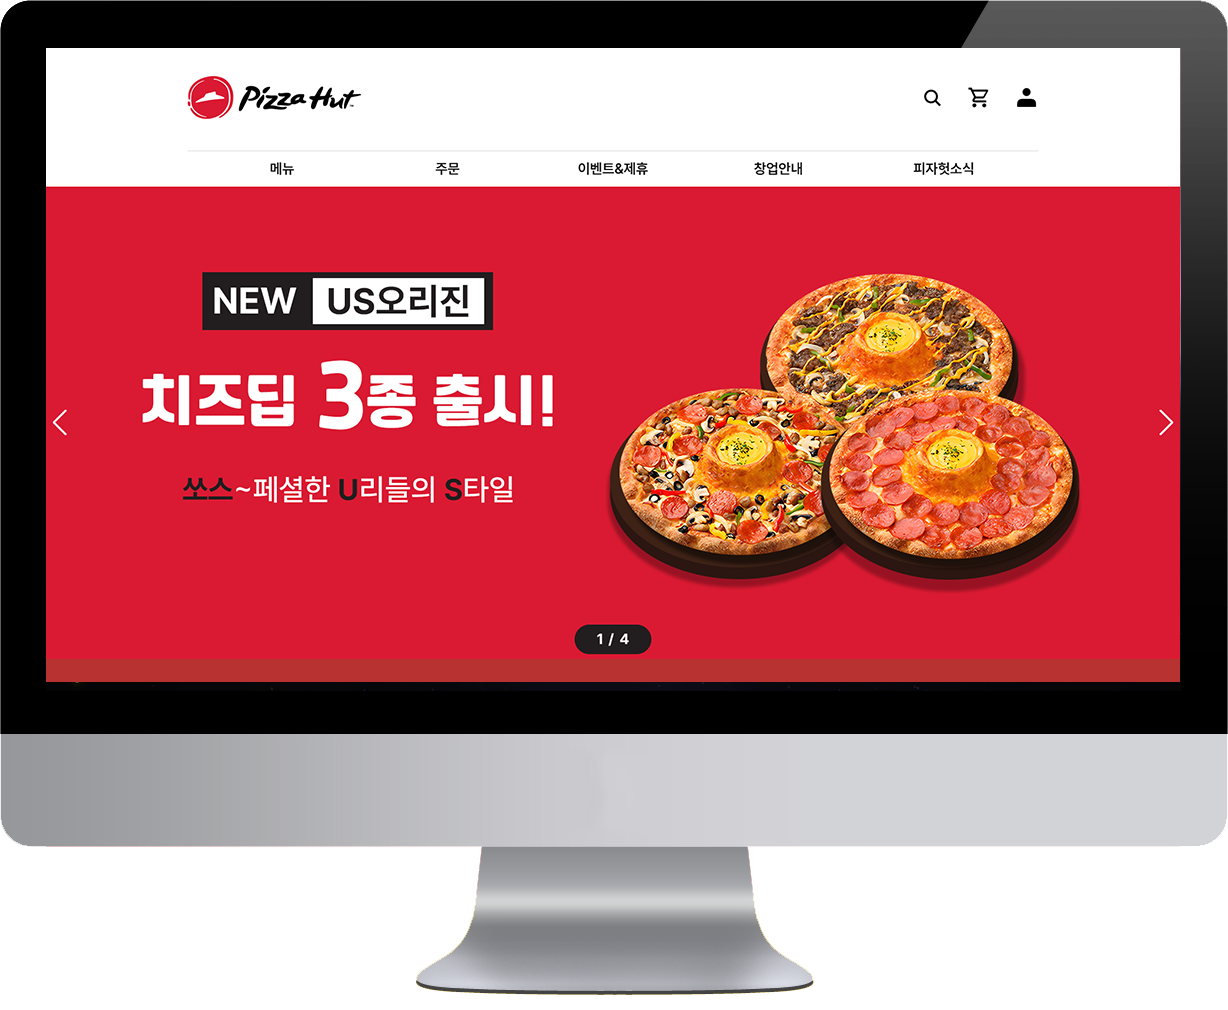 Pizza Hut™
메뉴 주문 이벤트&제휴 창업안내 피자헛소식
NEW US오리진
치즈딥 3종 출시!
쏘스~페셜한 U리들의 S타일
1 / 4